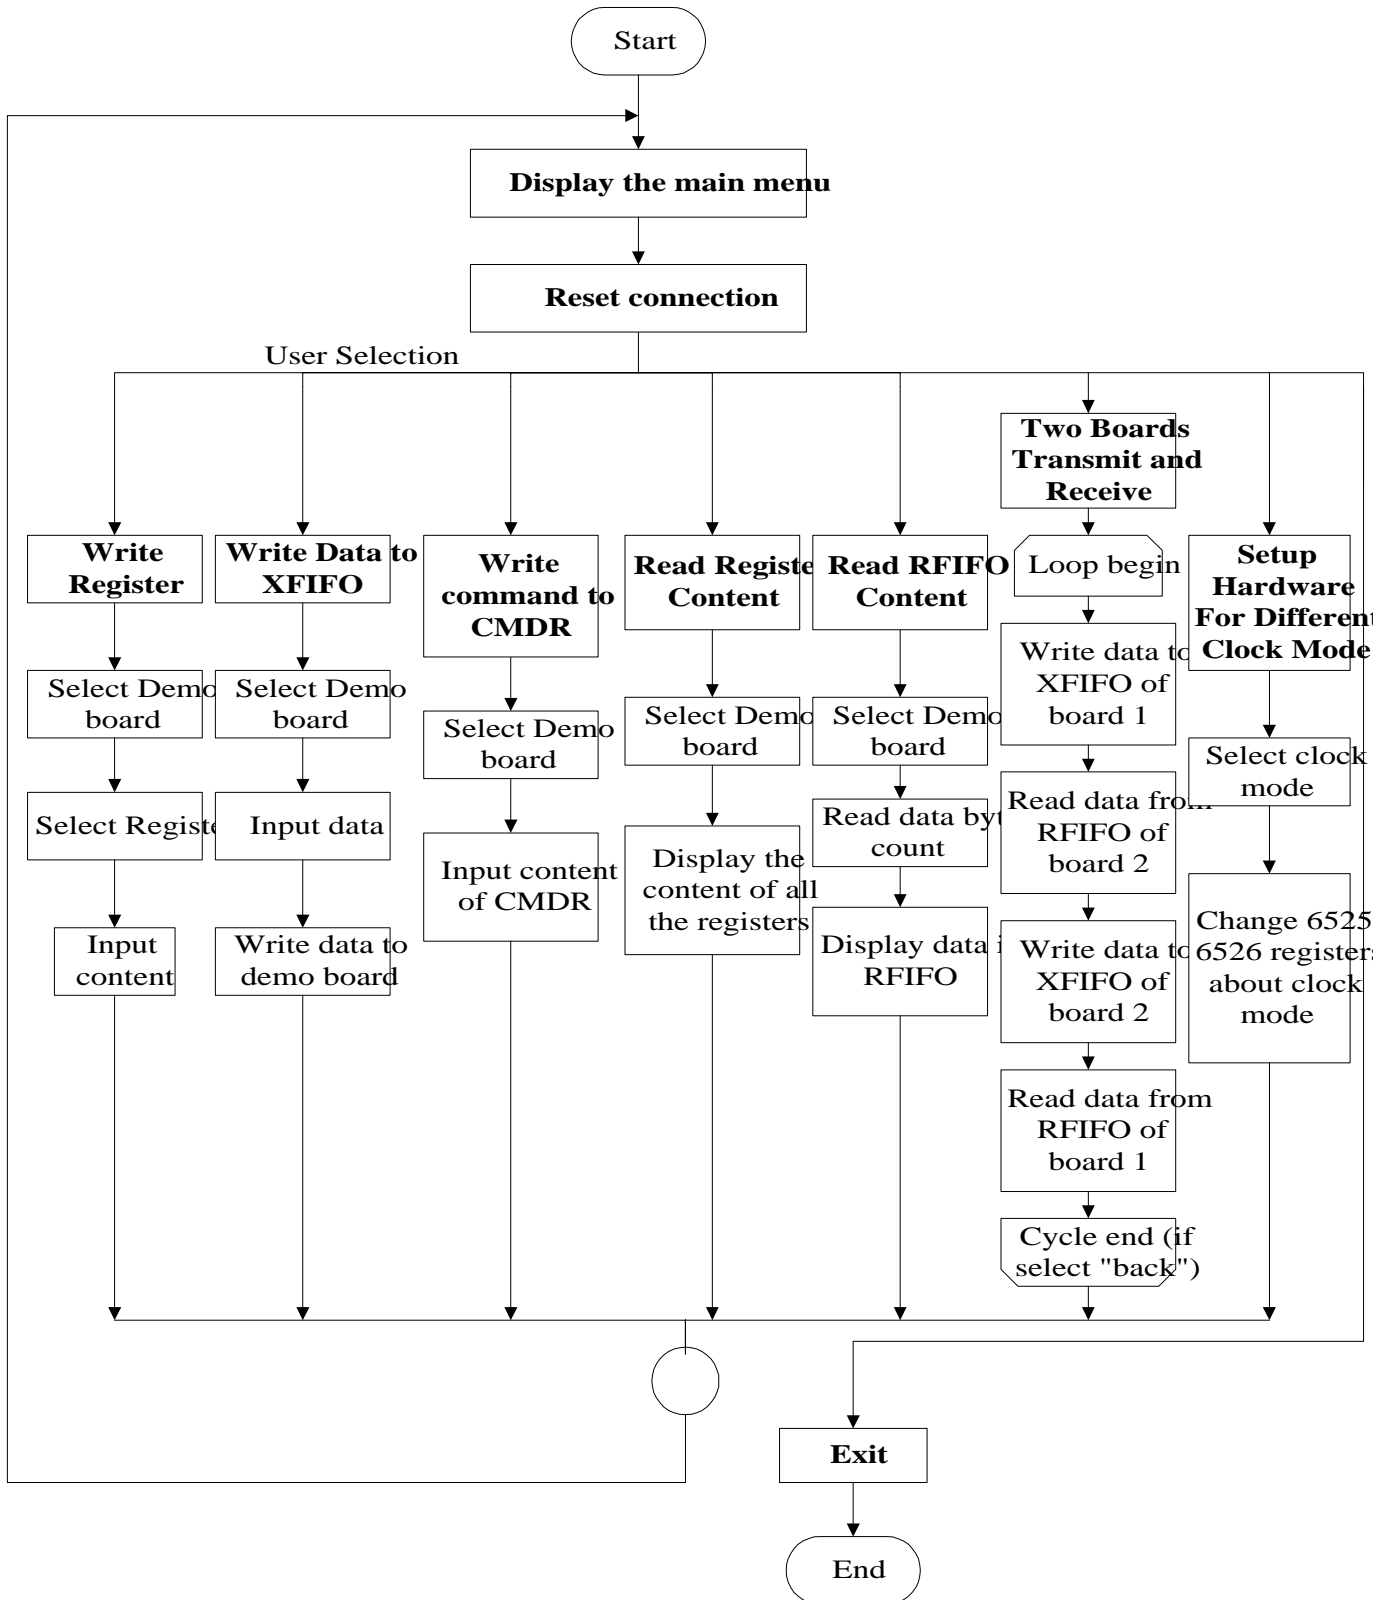 Start
Display the main menu
Reset connection
User Selection
Write
Register
Select Demo
board
Select Registe
Input
content
Write Data to
XFIFO
Select Demo
board
Input data
Write data to
demo board
Write
command to
CMDR
Select Demo
board
Input content
of CMDR
Read Registe
Content
Select Demo
board
Display the
content of all
the registers
Read RFIFO
Content
Select Demo
board
Read data byt
count
Display data i
RFIFO
Two Boards
Transmit and
Receive
Loop begin
Write data to
XFIFO of
board 1
Read data from
RFIFO of
board 2
Write data to
XFIFO of
board 2
Read data from
RFIFO of
board 1
Cycle end (if
select "back")
Setup
Hardware
For Different
Clock Mode
Select clock
mode
Change 6525
6526 registers
about clock
mode
Exit
End